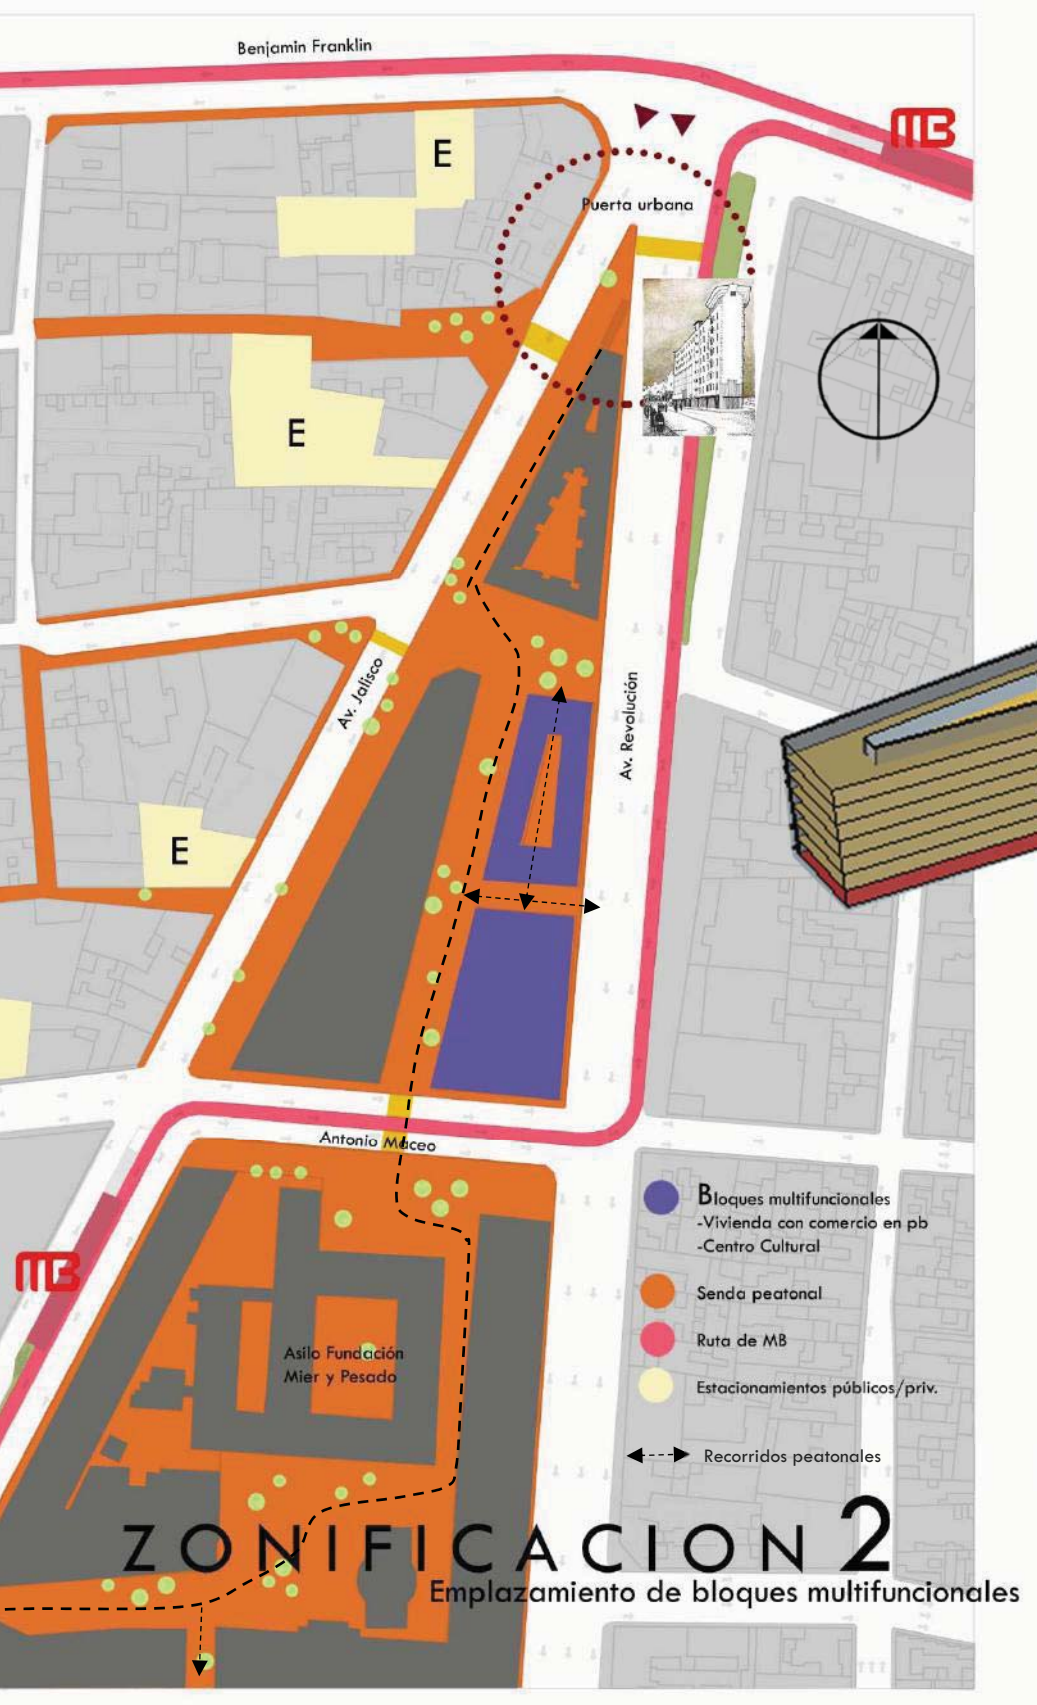 Benjamin Franklin
MB
E
Puerta urbana
E
Av. Jalisco
Av. Revolución
E
Antonio Maceo
Bloques multifuncionales
-Vivienda con comercio en pb
-Centro Cultural
MB
Senda peatonal
Ruta de MB
Asilo Fundación
Mier y Pesado
Estacionamientos públicos/priv.
Recorridos peatonales
ZONIFICACION 2
Emplazamiento de bloques multifuncionales